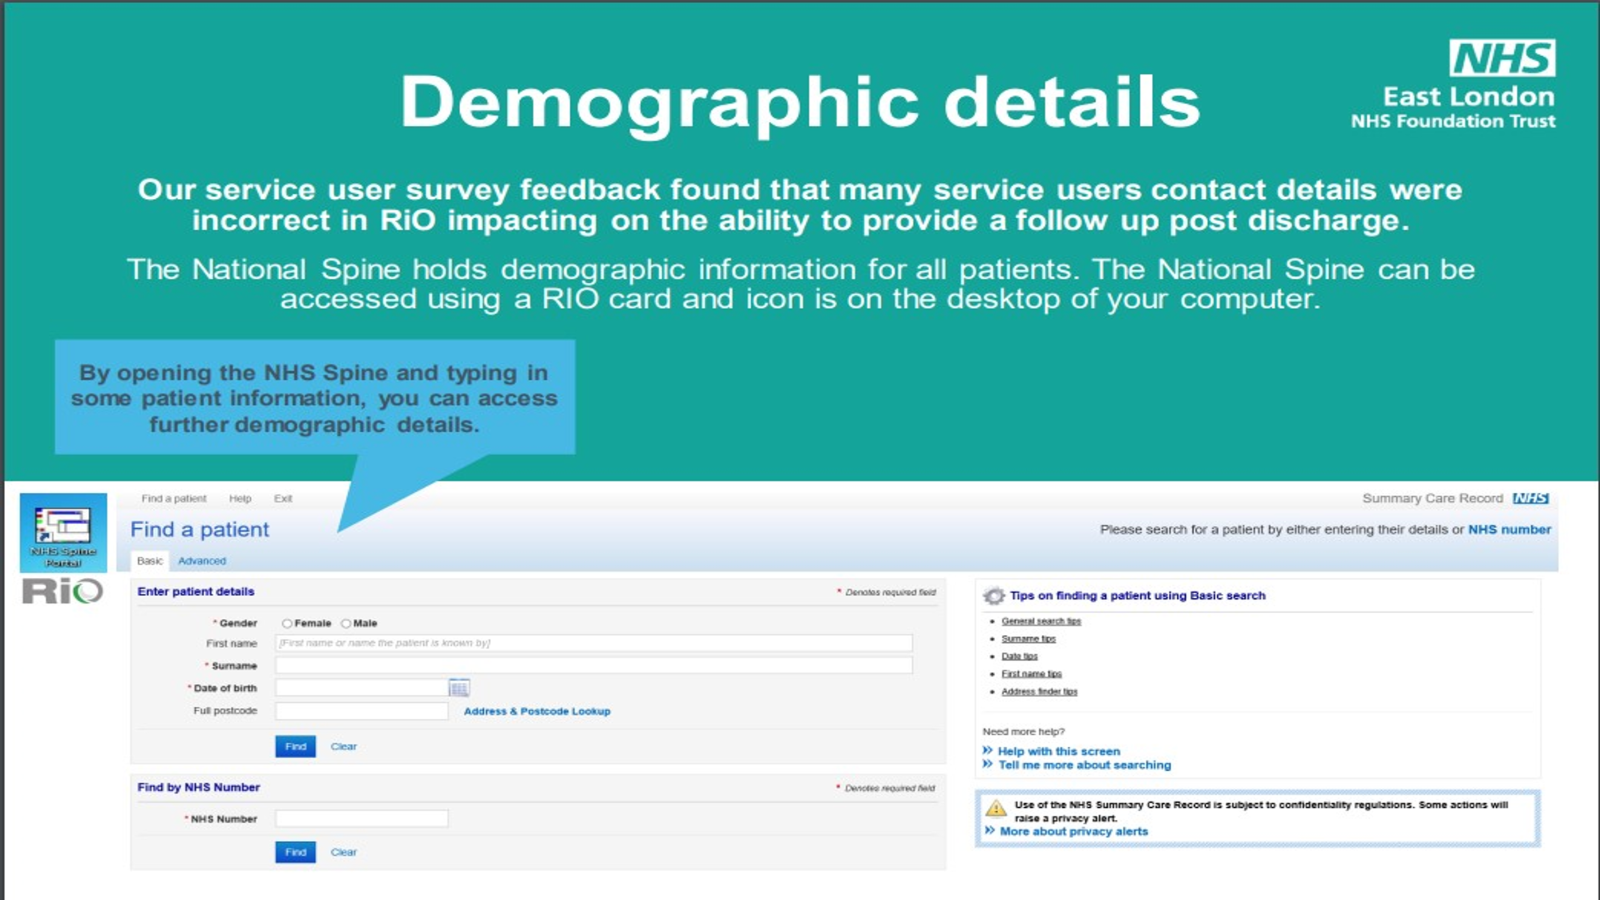 Demographic details
NHS
East London
NHS Foundation Trust
Our service user survey feedback found that many service users contact details were
incorrect in RiO impacting on the ability to provide a follow up post discharge.
The National Spine holds demographic information for all patients. The National Spine can be
accessed using a RIO card and icon is on the desktop of your computer.
By opening the NHS Spine and typing in
some patient information, you can access
further demographic details.
NHS Spine
Portal
RiO
Find a patient Help Exit
Summary Care Record NHS
Find a patient
Please search for a patient by either entering their details or NHS number
Basic Advanced
Enter patient details
* Denotes required field
* Gender Female Male
First name [First name or name the patient is known by]
* Surname
* Date of birth
Full postcode Address & Postcode Lookup
Find Clear
Find by NHS Number
* Denotes required field
* NHS Number
Find Clear
Tips on finding a patient using Basic search
• General search tips
• Surname tips
• Date tips
• First name tips
• Address finder tips
Need more help?
Help with this screen
Tell me more about searching
Use of the NHS Summary Care Record is subject to confidentiality regulations. Some actions will
raise a privacy alert.
More about privacy alerts